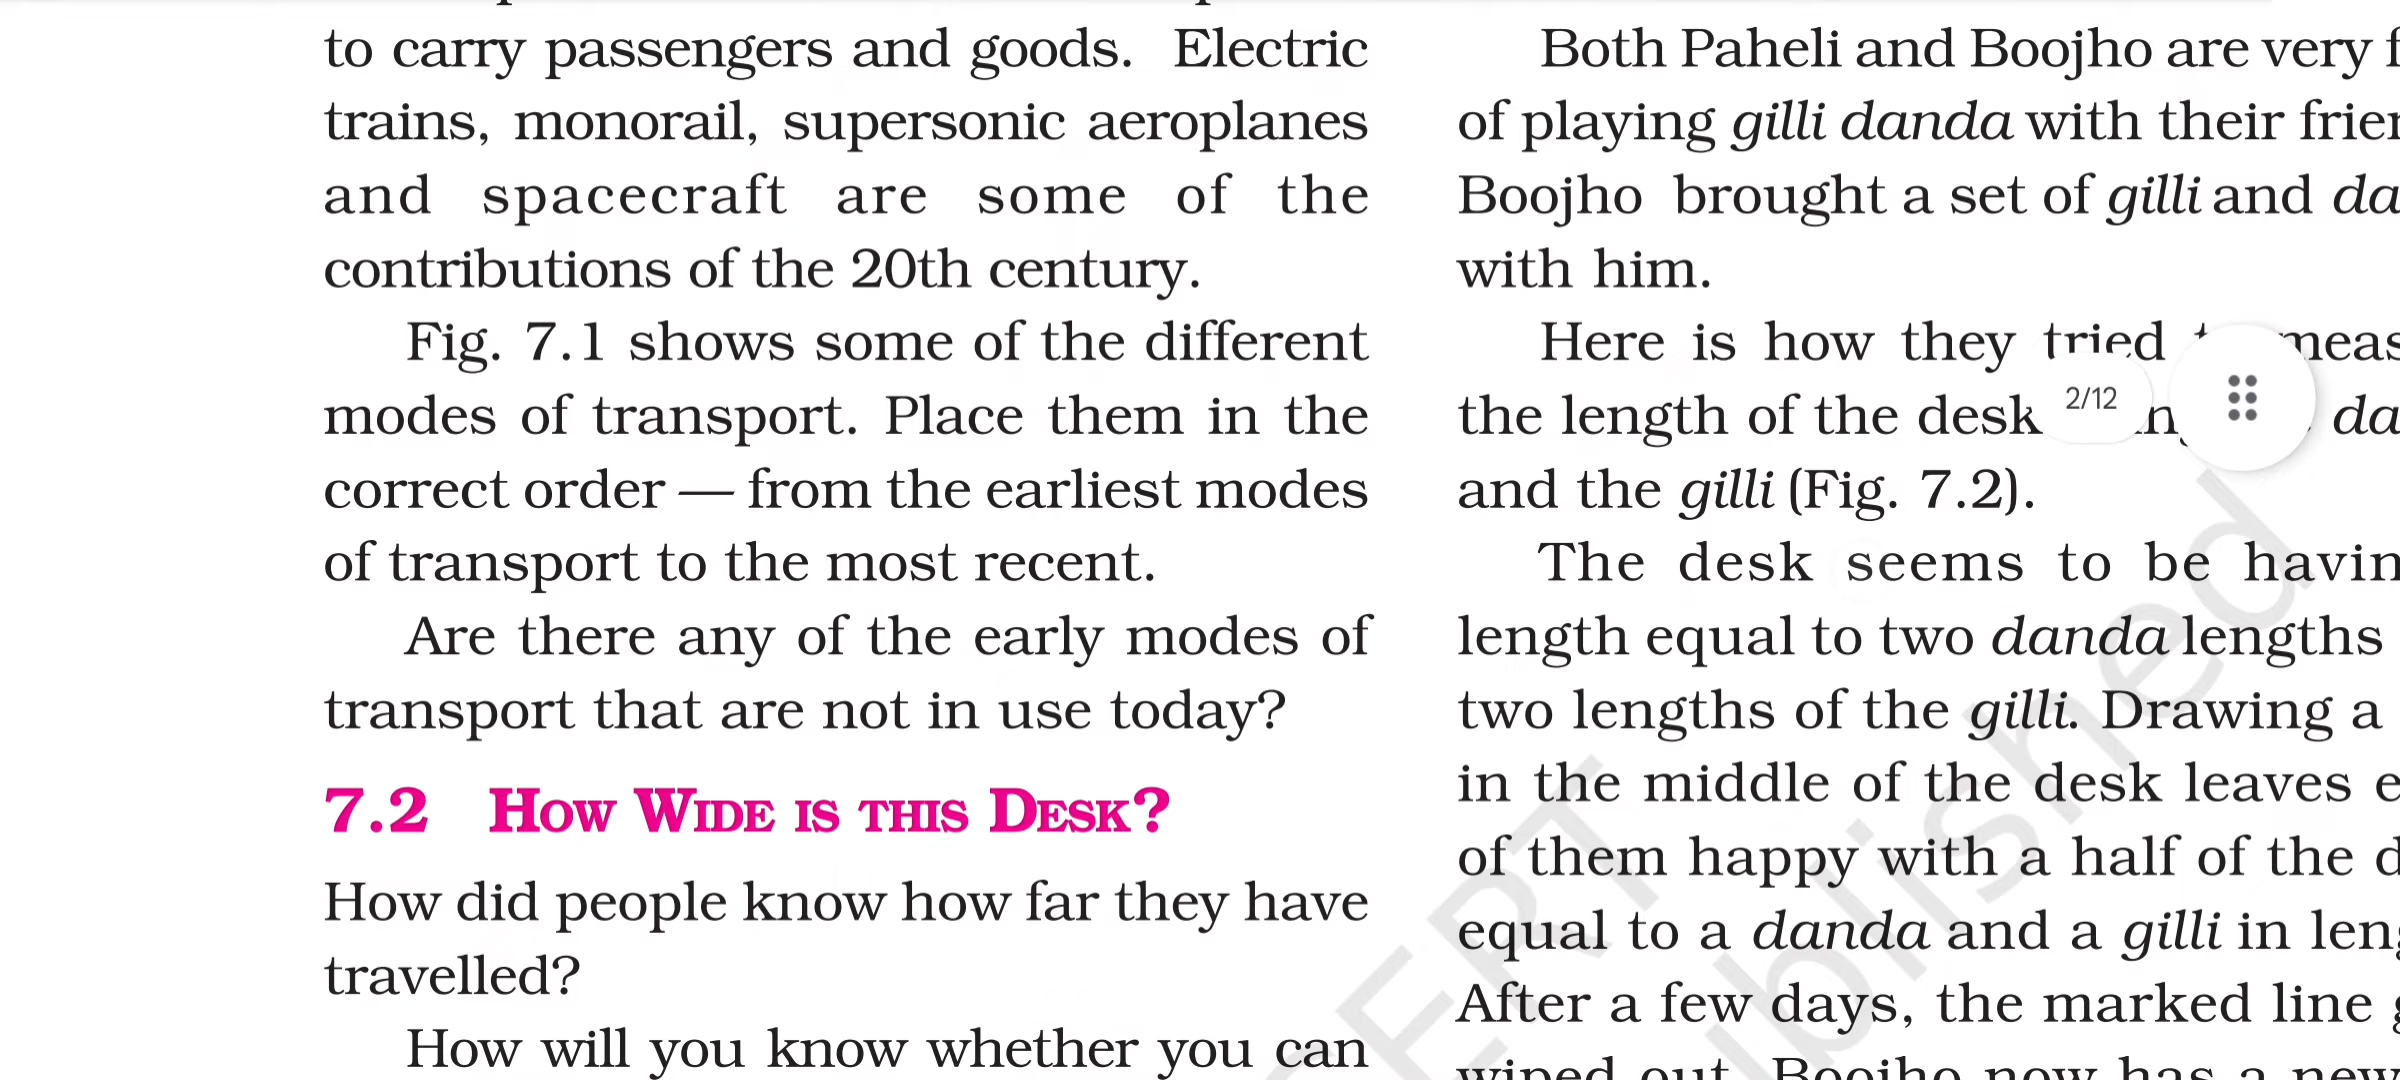 to carry passengers and goods. Electric
trains, monorail, supersonic aeroplanes
and spacecraft are some of the
contributions of the 20th century.
Fig. 7.1 shows some of the different
modes of transport. Place them in the
correct order — from the earliest modes
of transport to the most recent.
Are there any of the early modes of
transport that are not in use today?
7.2 HOW WIDE IS THIS DESK?
How did people know how far they have
travelled?
How will you know whether you can
Both Paheli and Boojho are very
of playing gilli danda with their
Boojho brought a set of gilli and
with him.
Here is how they tried
the length of the desk
and the gilli (Fig. 7.2).
The desk seems to be
length equal to two danda lengths
two lengths of the gilli. Drawing a
in the middle of the desk leaves
of them happy with a half of the
equal to a danda and a gilli in
After a few days, the marked line
wiped out. Boojho now has a new
2/12